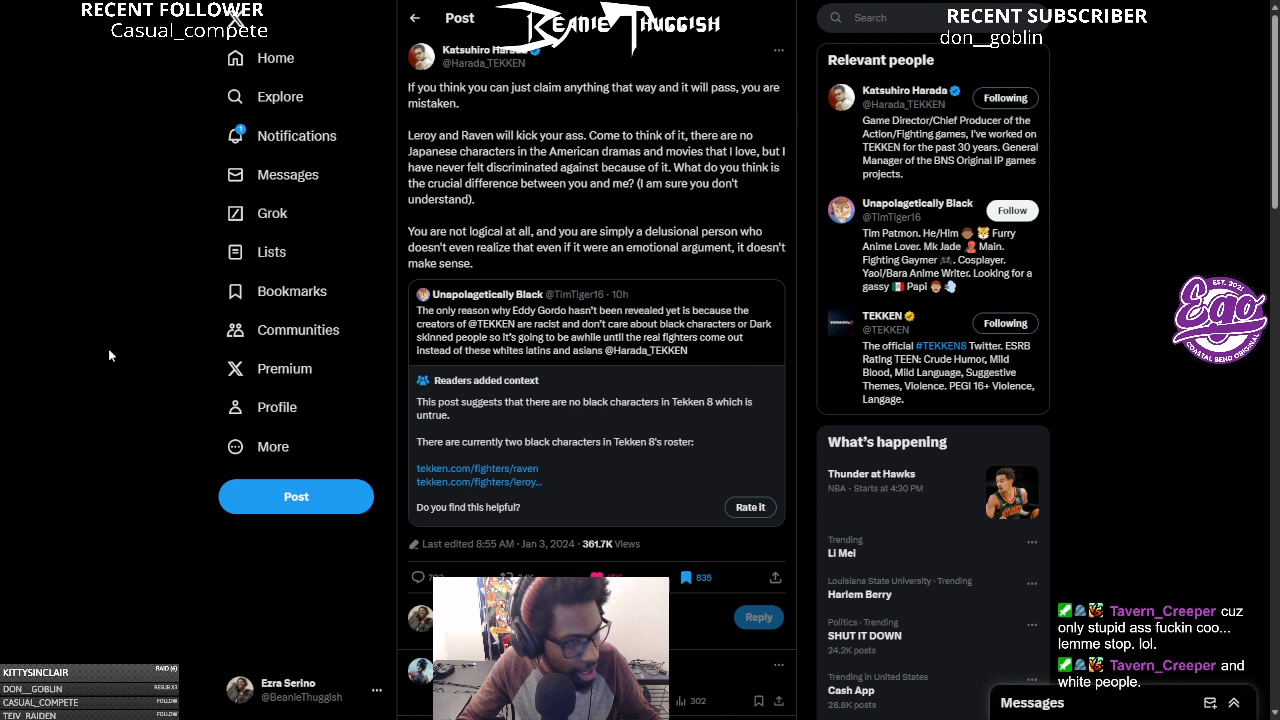 RECENT FOLLOWER
Casual_compete
BEANIE THUGGISH
RECENT SUBSCRIBER
don__goblin
Home
Explore
1
Notifications
Messages
Grok
Lists
Bookmarks
Communities
Premium
Profile
More
Post
Ezra Serino
@BeanieThuggish
KITTYSINCLAIR RAID (6)
DON__GOBLIN RESUB X3
CASUAL_COMPETE FOLLOW
TEIV_RAIDEN FOLLOW
Post
Katsuhiro Harada
@Harada_TEKKEN
If you think you can just claim anything that way and it will pass, you are
mistaken.
Leroy and Raven will kick your ass. Come to think of it, there are no
Japanese characters in the American dramas and movies that I love, but I
have never felt discriminated against because of it. What do you think is
the crucial difference between you and me? (I am sure you don't
understand).
You are not logical at all, and you are simply a delusional person who
doesn't even realize that even if it were an emotional argument, it doesn't
make sense.
Unapolagetically Black @TimTiger16 · 10h
The only reason why Eddy Gordo hasn't been revealed yet is because the
creators of @TEKKEN are racist and don't care about black characters or Dark
skinned people so it's going to be awhile until the real fighters come out
instead of these whites latins and asians @Harada_TEKKEN
Readers added context
This post suggests that there are no black characters in Tekken 8 which is
untrue.
There are currently two black characters in Tekken 8's roster:
tekken.com/fighters/raven
tekken.com/fighters/leroy...
Do you find this helpful?
Rate it
Last edited 8:55 AM · Jan 3, 2024 · 361.7K Views
835
Reply
302
Search
Relevant people
Katsuhiro Harada
@Harada_TEKKEN
Following
Game Director/Chief Producer of the
Action/Fighting games, I've worked on
TEKKEN for the past 30 years. General
Manager of the BNS Original IP games
projects.
Unapolagetically Black
@TimTiger16
Follow
Tim Patmon. He/Him Furry
Anime Lover. Mk Jade Main.
Fighting Gaymer. Cosplayer.
Yaoi/Bara Anime Writer. Looking for a
gassy Papi
TEKKEN
@TEKKEN
Following
The official #TEKKEN8 Twitter. ESRB
Rating TEEN: Crude Humor, Mild
Blood, Mild Language, Suggestive
Themes, Violence. PEGI 16+ Violence,
Langage.
What's happening
Thunder at Hawks
NBA · Starts at 4:30 PM
Trending
Li Mei
Louisiana State University · Trending
Harlem Berry
Politics · Trending
SHUT IT DOWN
24.2K posts
Trending in United States
Cash App
28.8K posts
EST. 2021
Ego
COASTAL BEND ORIGINAL
Tavern_Creeper cuz
only stupid ass fuckin coo...
lemme stop. lol.
Tavern_Creeper and
white people.
Messages